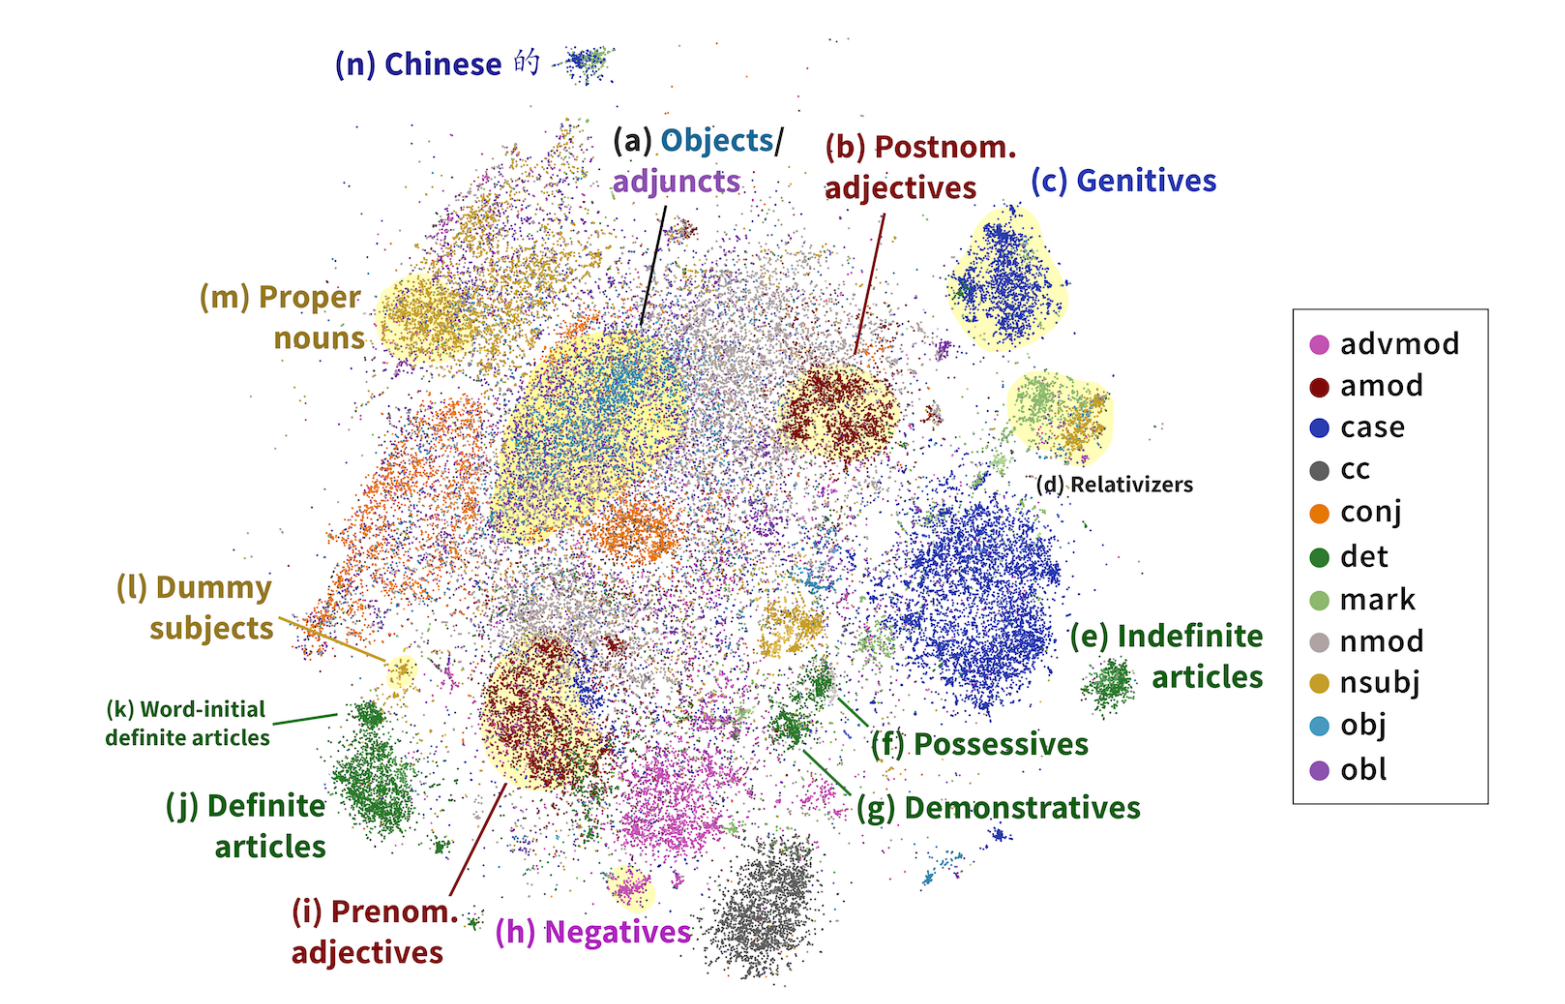 (n) Chinese 的
(a) Objects/
adjuncts
(b) Postnom.
adjectives
(c) Genitives
(m) Proper
nouns
(d) Relativizers
(l) Dummy
subjects
(e) Indefinite
articles
(k) Word-initial
definite articles
(f) Possessives
(j) Definite
articles
(g) Demonstratives
(i) Prenom.
adjectives
(h) Negatives
advmod
amod
case
cc
conj
det
mark
nmod
nsubj
obj
obl